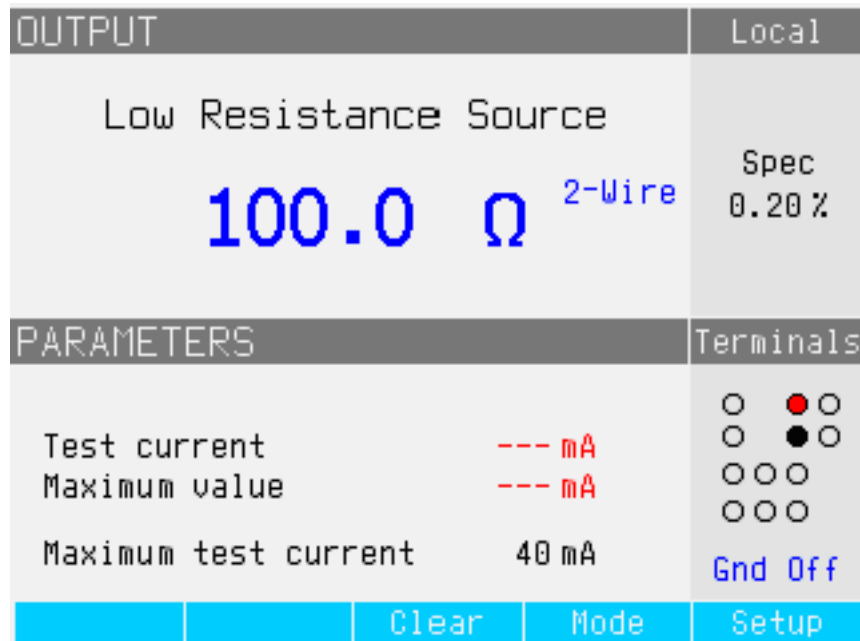 OUTPUT
Local
Low Resistance Source
100.0 Ω 2-Wire
Spec
0.20%
PARAMETERS
Terminals
Test current --- mA
Maximum value --- mA
Maximum test current 40 mA
Gnd Off
Clear Mode Setup